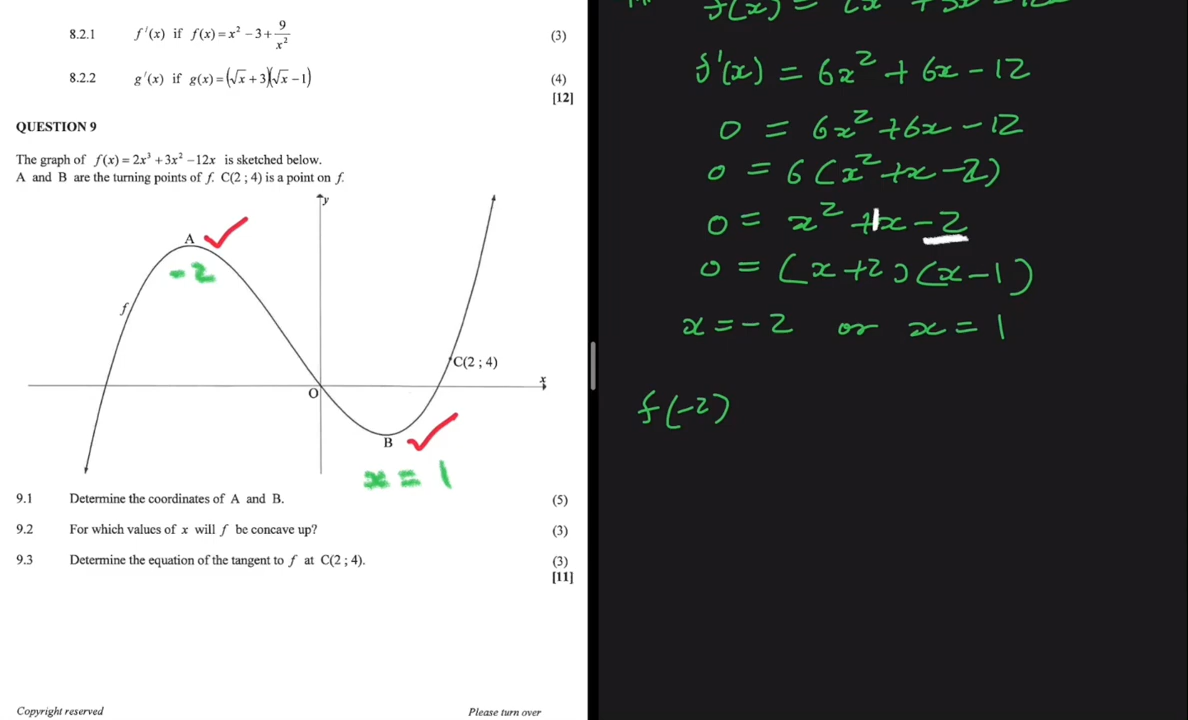 8.2.1 f'(x) if f(x) = x² − 3 + 9/x² (3)
8.2.2 g'(x) if g(x) = (√x + 3)(√x − 1) (4)
[12]
QUESTION 9
The graph of f(x) = 2x³ + 3x² − 12x is sketched below.
A and B are the turning points of f. C(2 ; 4) is a point on f.
y
A
−2
f
C(2 ; 4)
x
O
B
x = 1
9.1 Determine the coordinates of A and B. (5)
9.2 For which values of x will f be concave up? (3)
9.3 Determine the equation of the tangent to f at C(2 ; 4). (3)
[11]
Copyright reserved Please turn over
f'(x) = 6x² + 6x − 12
0 = 6x² + 6x − 12
0 = 6(x² + x − 2)
0 = x² + 1x − 2
0 = (x + 2)(x − 1)
x = −2 or x = 1
f(−2)